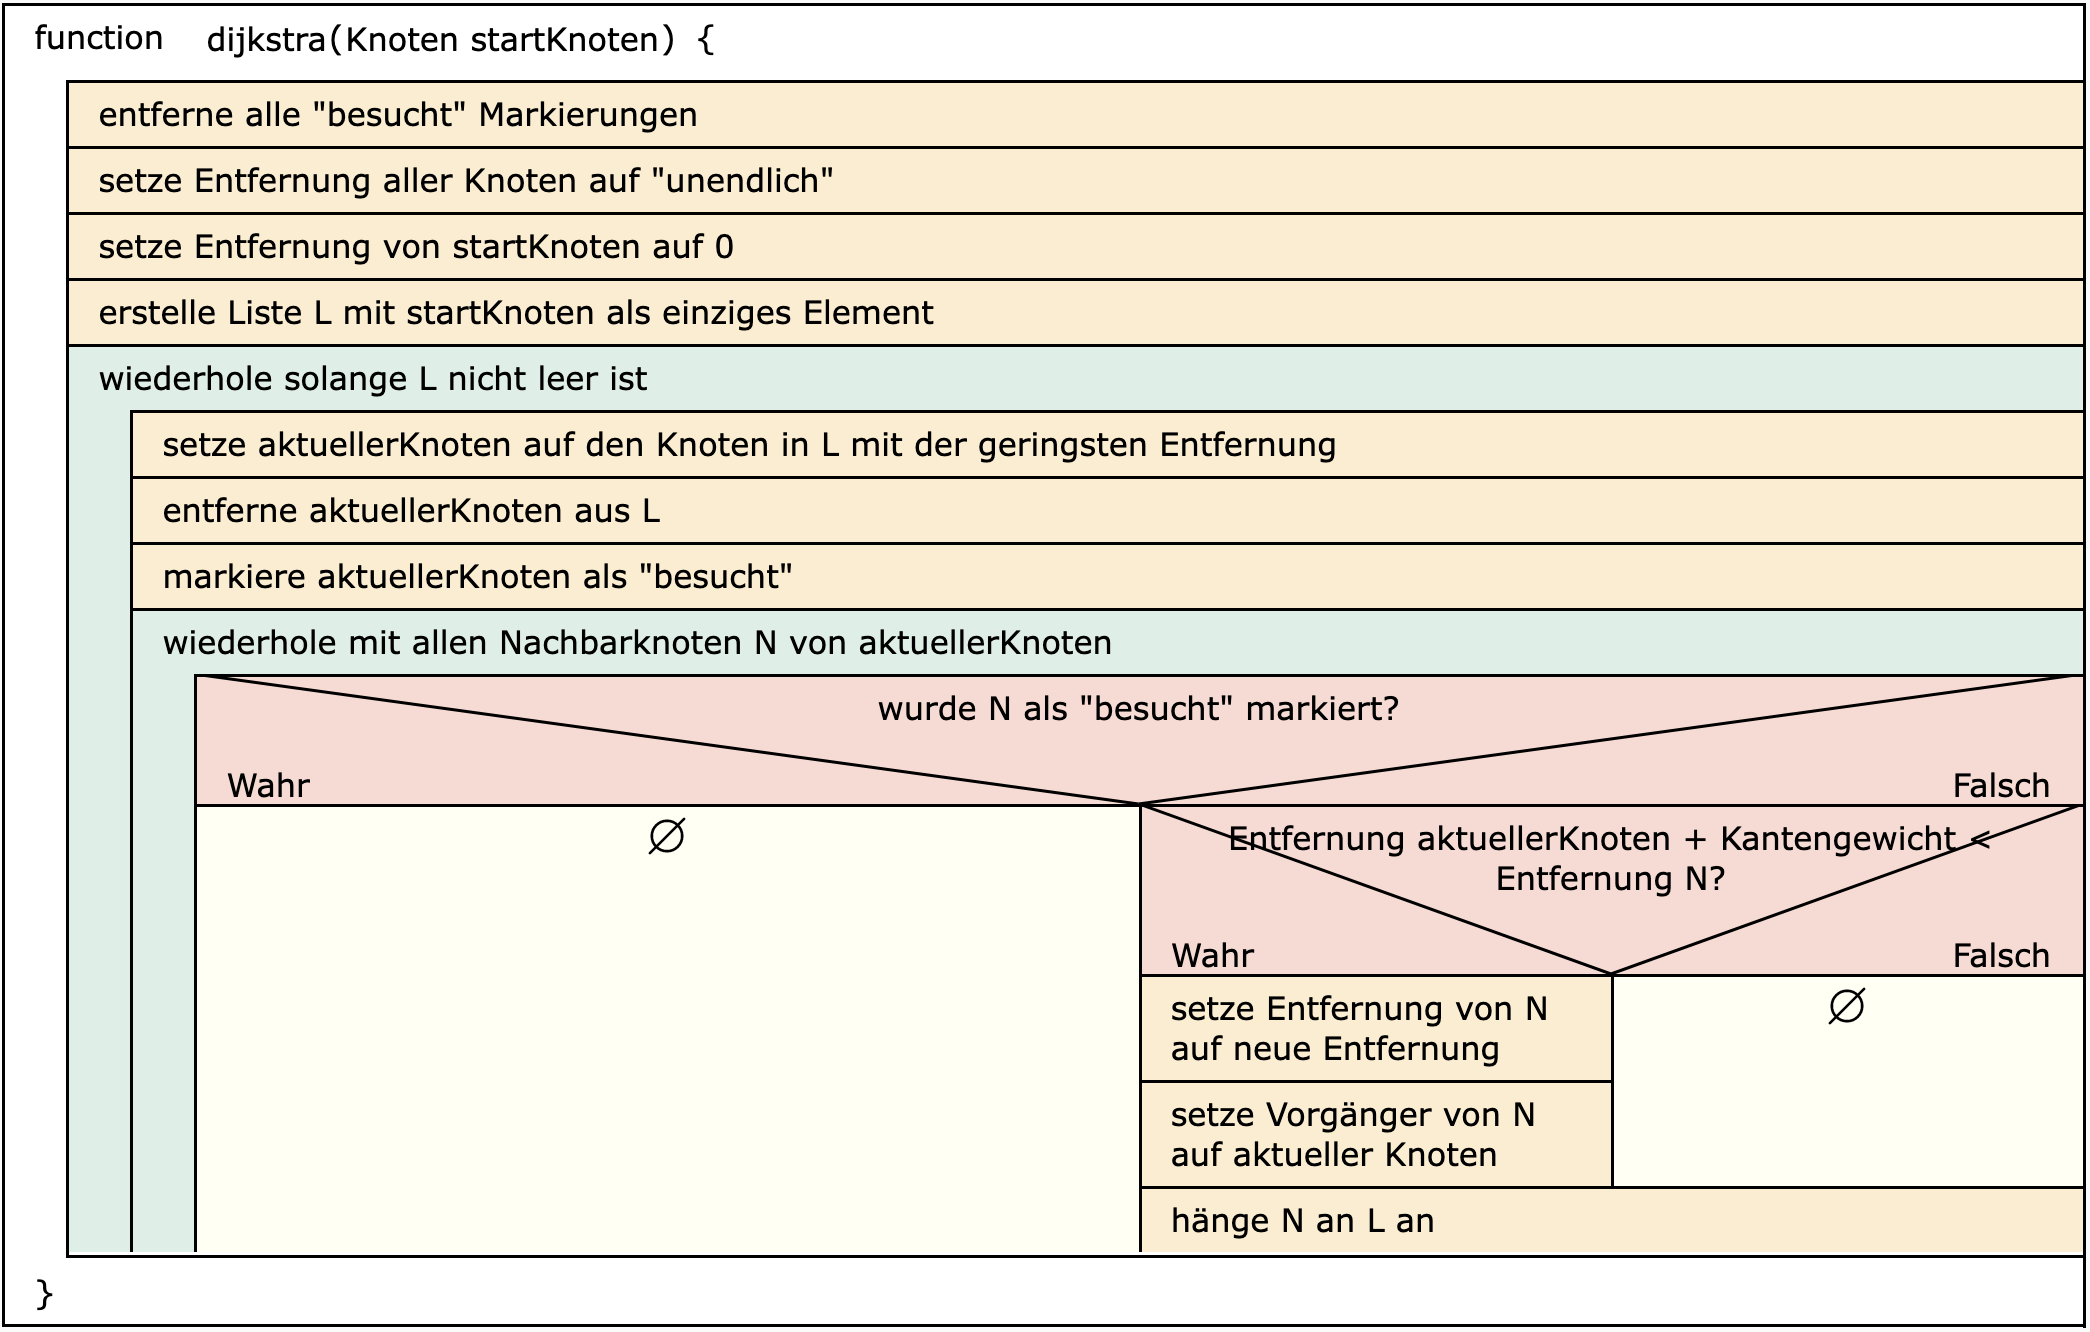 function dijkstra(Knoten startKnoten) {
entferne alle "besucht" Markierungen
setze Entfernung aller Knoten auf "unendlich"
setze Entfernung von startKnoten auf 0
erstelle Liste L mit startKnoten als einziges Element
wiederhole solange L nicht leer ist
setze aktuellerKnoten auf den Knoten in L mit der geringsten Entfernung
entferne aktuellerKnoten aus L
markiere aktuellerKnoten als "besucht"
wiederhole mit allen Nachbarknoten N von aktuellerKnoten
wurde N als "besucht" markiert?
Wahr
Falsch
∅
Entfernung aktuellerKnoten + Kantengewicht <
Entfernung N?
Wahr
Falsch
setze Entfernung von N
auf neue Entfernung
∅
setze Vorgänger von N
auf aktueller Knoten
hänge N an L an
}